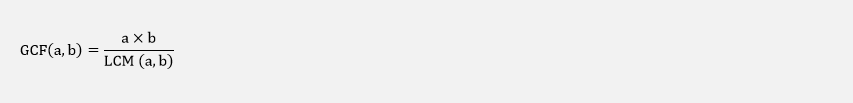 GCF(a, b) = a × b / LCM (a, b)